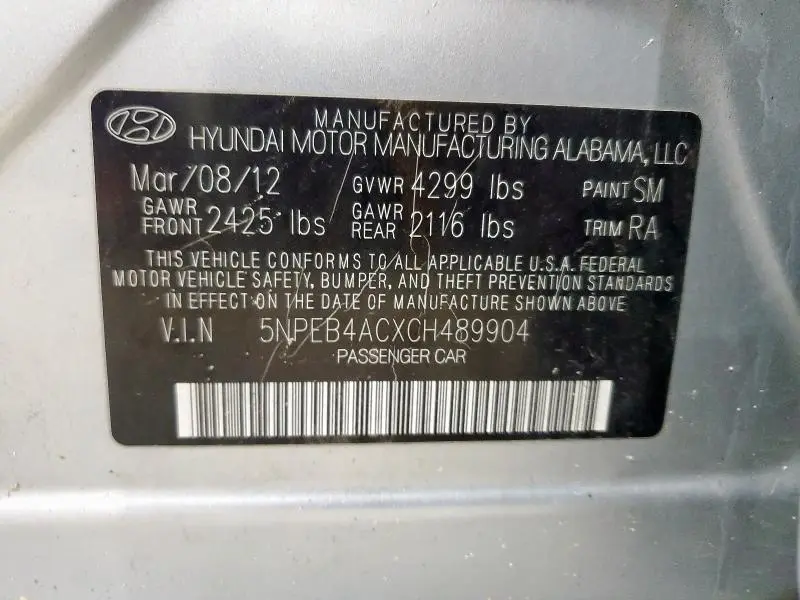 MANUFACTURED BY
HYUNDAI MOTOR MANUFACTURING ALABAMA, LLC
Mar/08/12 GVWR 4299 lbs PAINT SM
GAWR FRONT 2425 lbs GAWR REAR 2116 lbs TRIM RA
THIS VEHICLE CONFORMS TO ALL APPLICABLE U.S.A. FEDERAL
MOTOR VEHICLE SAFETY, BUMPER, AND THEFT PREVENTION STANDARDS
IN EFFECT ON THE DATE OF MANUFACTURE SHOWN ABOVE
V.I.N 5NPEB4ACXCH489904
PASSENGER CAR